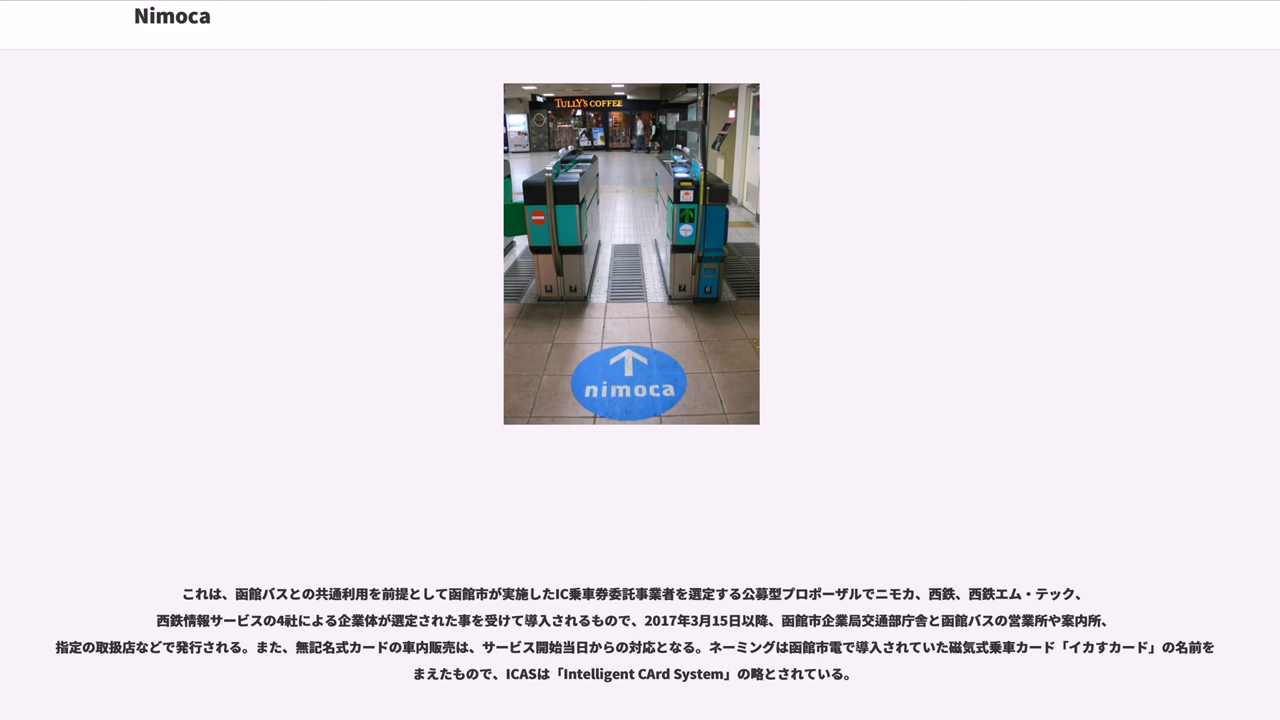 Nimoca
TULLY'S COFFEE
nimoca
これは、函館バスとの共通利用を前提として函館市が実施したIC乗車券委託事業者を選定する公募型プロポーザルでニモカ、西鉄、西鉄エム・テック、
西鉄情報サービスの4社による企業体が選定された事を受けて導入されるもので、2017年3月15日以降、函館市企業局交通部庁舎と函館バスの営業所や案内所、
指定の取扱店などで発行される。また、無記名式カードの車内販売は、サービス開始当日からの対応となる。ネーミングは函館市電で導入されていた磁気式乗車カード「イカすカード」の名前を
まえたもので、ICASは「Intelligent CArd System」の略とされている。